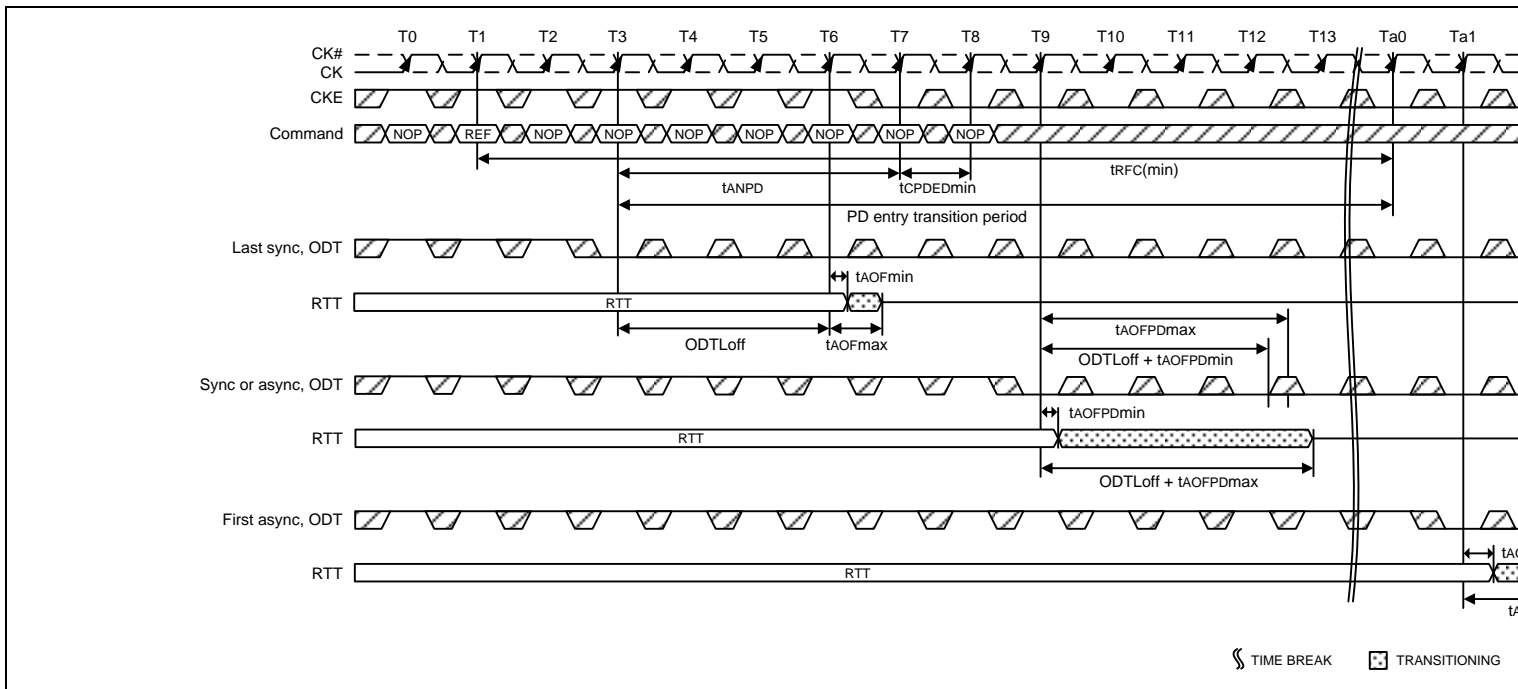 T0 T1 T2 T3 T4 T5 T6 T7 T8 T9 T10 T11 T12 T13 Ta0 Ta1
CK#
CK
CKE
Command NOP REF NOP NOP NOP NOP NOP NOP NOP
tRFC(min)
tANPD tCPDEDmin
PD entry transition period
Last sync, ODT
tAOFmin
RTT RTT
ODTLoff tAOFmax
tAOFPDmax
ODTLoff + tAOFPDmin
Sync or async, ODT
tAOFPDmin
RTT RTT
ODTLoff + tAOFPDmax
First async, ODT
RTT RTT
TIME BREAK TRANSITIONING